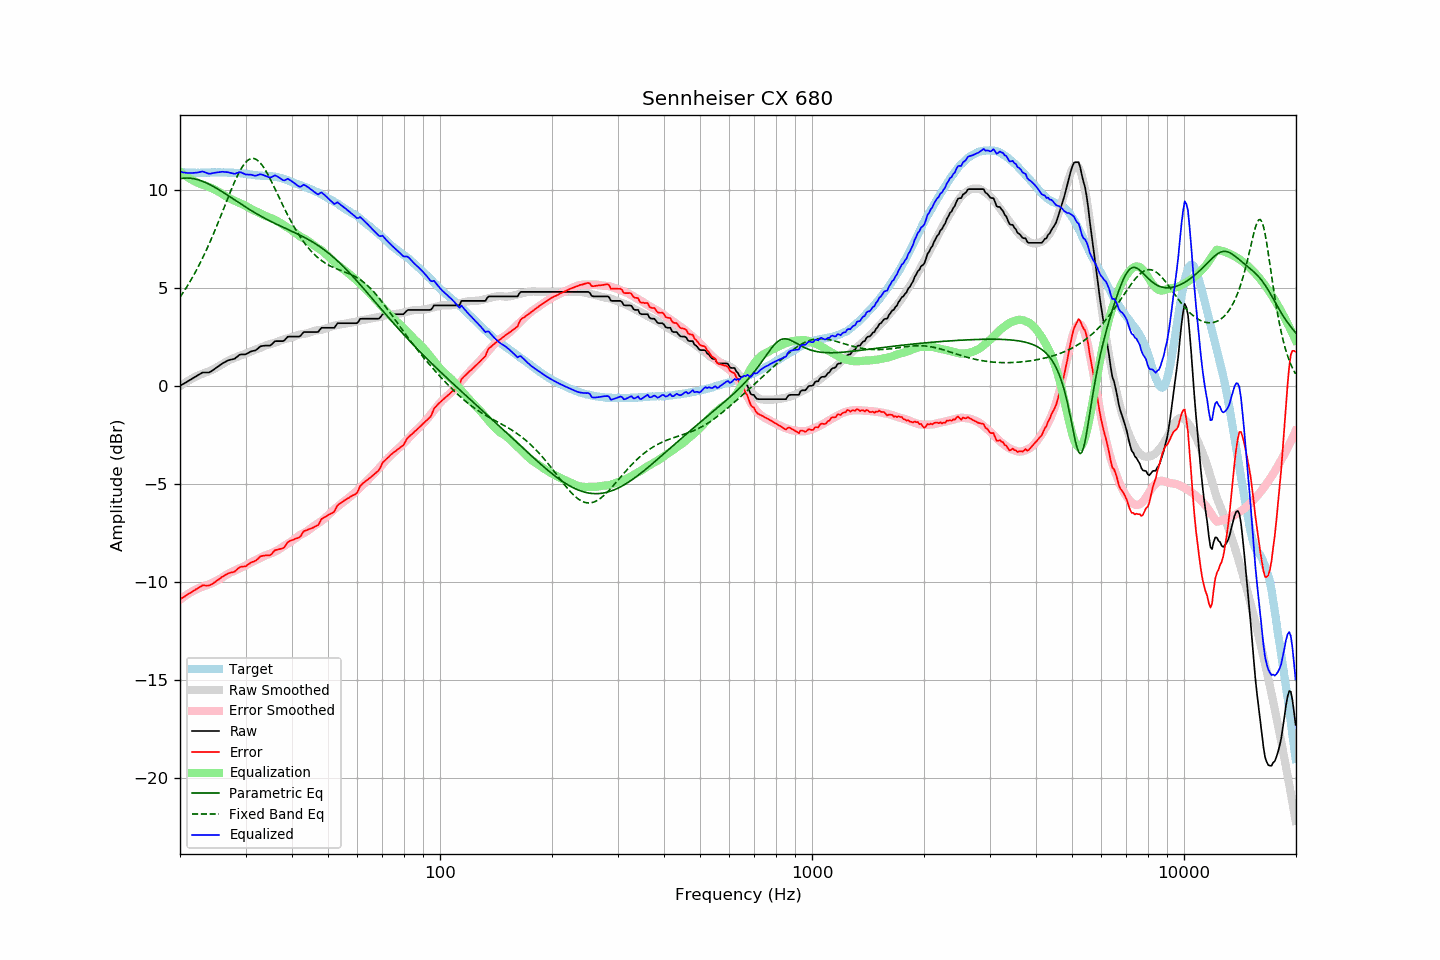 Sennheiser CX 680
Amplitude (dBr)
10
5
0
−5
−10
−15
−20
Target
Raw Smoothed
Error Smoothed
Raw
Error
Equalization
Parametric Eq
Fixed Band Eq
Equalized
100
1000
10000
Frequency (Hz)